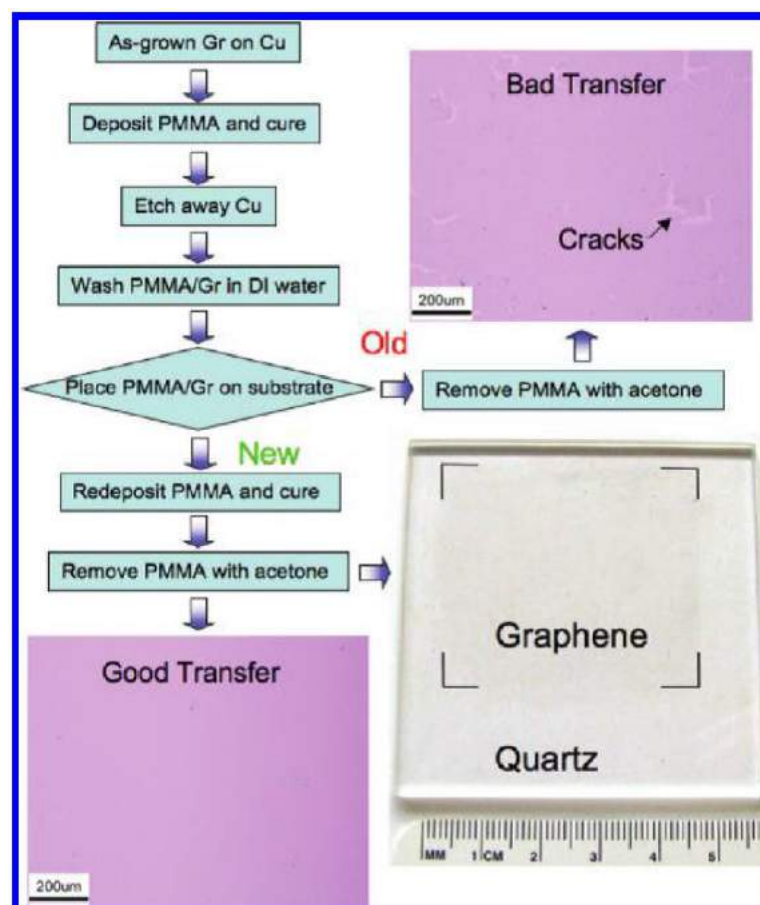 As-grown Gr on Cu
Deposit PMMA and cure
Etch away Cu
Wash PMMA/Gr in DI water
Place PMMA/Gr on substrate
Old
Remove PMMA with acetone
Bad Transfer
Cracks
200um
New
Redeposit PMMA and cure
Remove PMMA with acetone
Good Transfer
200um
Graphene
Quartz
MM 1 CM 2 3 4 5